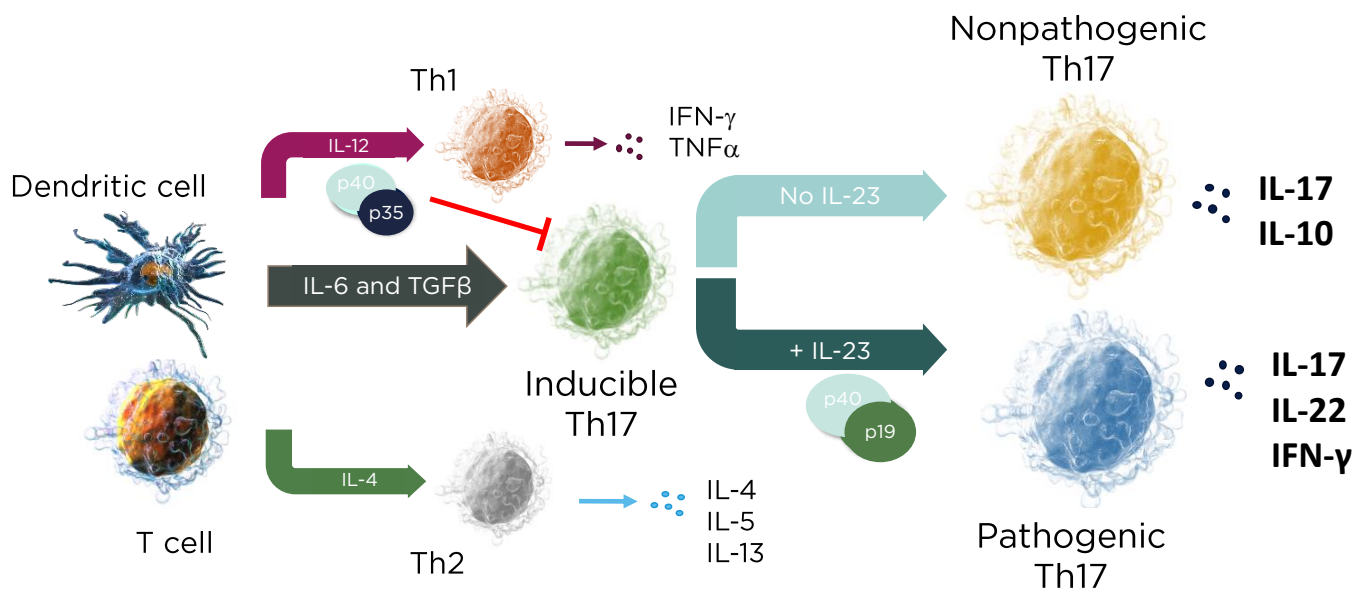 Nonpathogenic
Th17
Th1
IL-12
IFN-γ
TNFα
p40
p35
Dendritic cell
No IL-23
IL-17
IL-10
IL-6 and TGFβ
+ IL-23
Inducible
Th17
p40
p19
IL-17
IL-22
IFN-γ
IL-4
IL-4
IL-5
IL-13
T cell
Th2
Pathogenic
Th17